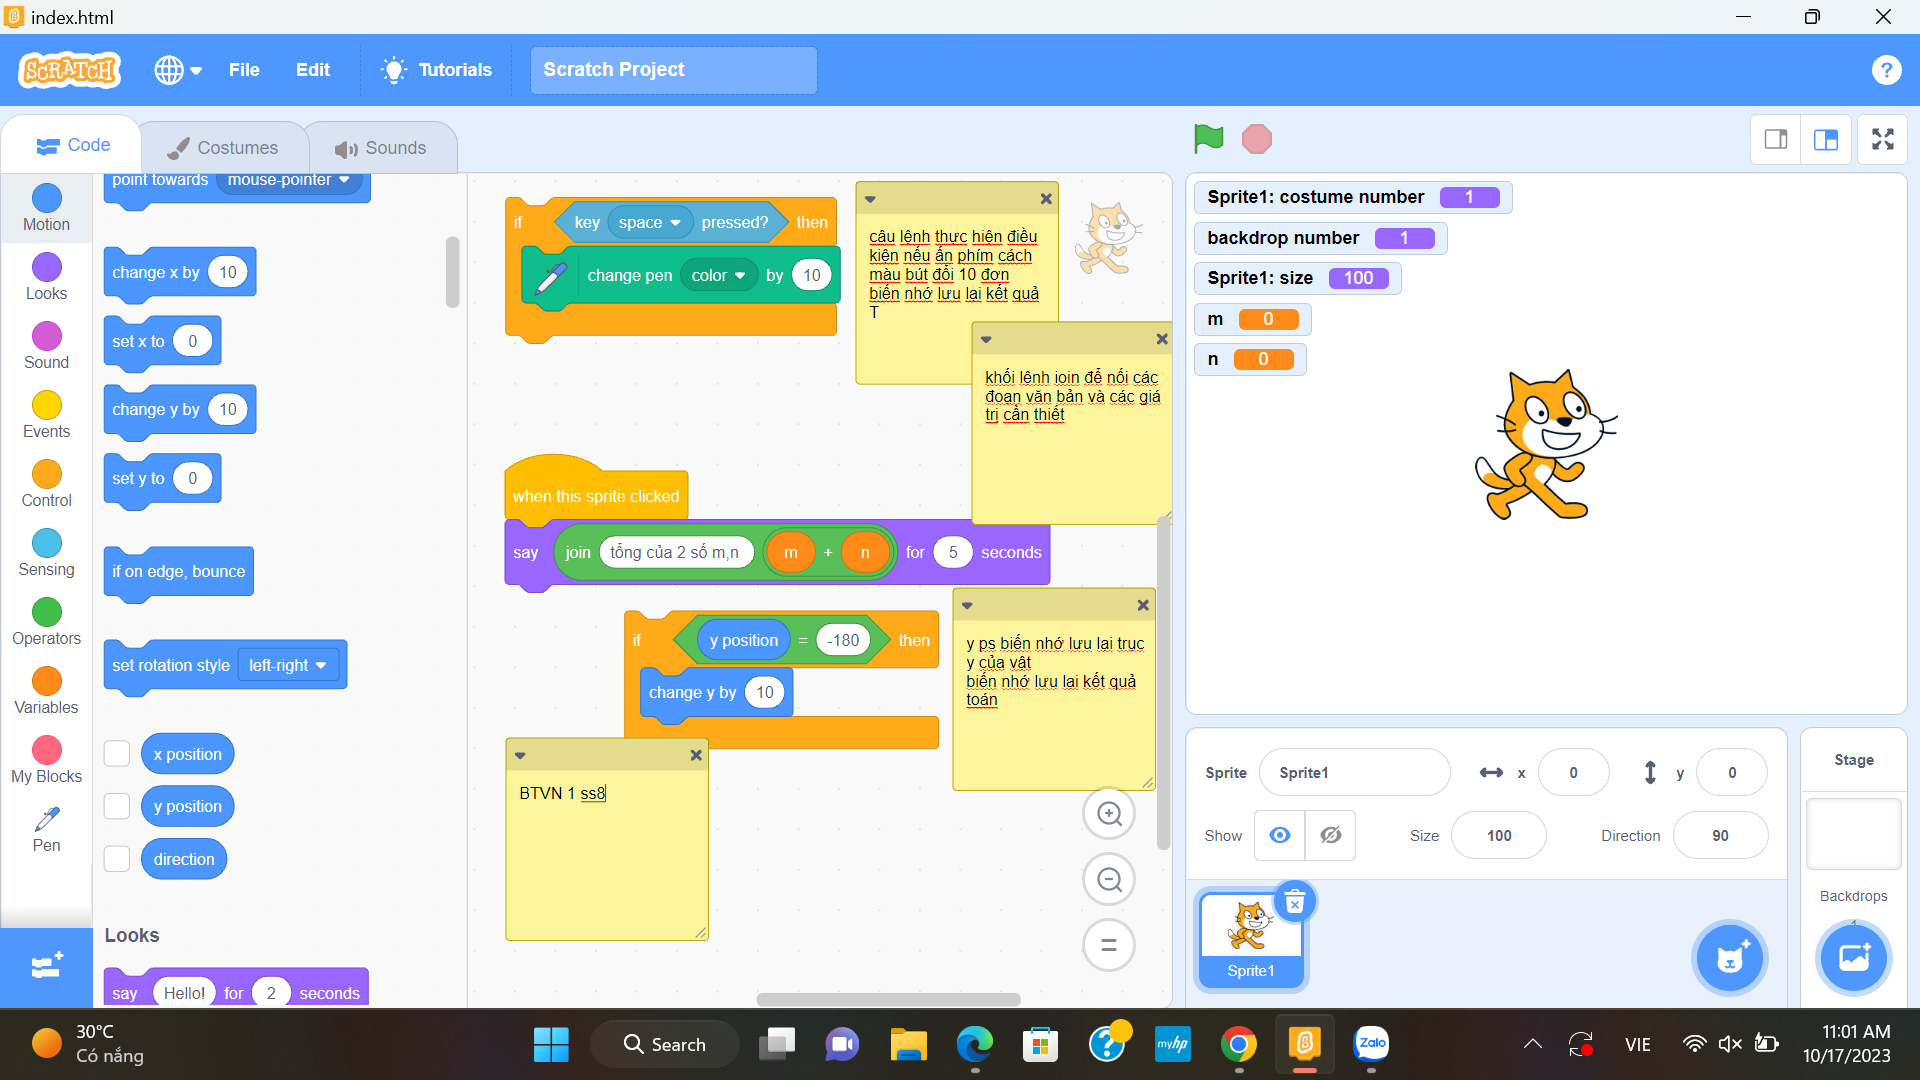 index.html
SCRATCH
File
Edit
Tutorials
Scratch Project
?
Code
Costumes
Sounds
Motion
Looks
Sound
Events
Control
Sensing
Operators
Variables
My Blocks
Pen
point towards mouse-pointer
change x by 10
set x to 0
change y by 10
set y to 0
if on edge, bounce
set rotation style left-right
x position
y position
direction
Looks
say Hello! for 2 seconds
if key space pressed? then
change pen color by 10
câu lệnh thực hiện điều
kiện nếu ấn phím cách
màu bút đổi 10 đơn
biến nhớ lưu lại kết quả
T
khối lệnh join để nối các
đoạn văn bản và các giá
trị cần thiết
when this sprite clicked
say join tổng của 2 số m,n m + n for 5 seconds
if y position = -180 then
change y by 10
y ps biến nhớ lưu lại trục
y của vật
biến nhớ lưu lại kết quả
toán
BTVN 1 ss8
Sprite1: costume number 1
backdrop number 1
Sprite1: size 100
m 0
n 0
Sprite Sprite1 x 0 y 0
Show Size 100 Direction 90
Sprite1
Stage
Backdrops
1
30°C
Có nắng
Search
myhp
Zalo
VIE
11:01 AM
10/17/2023